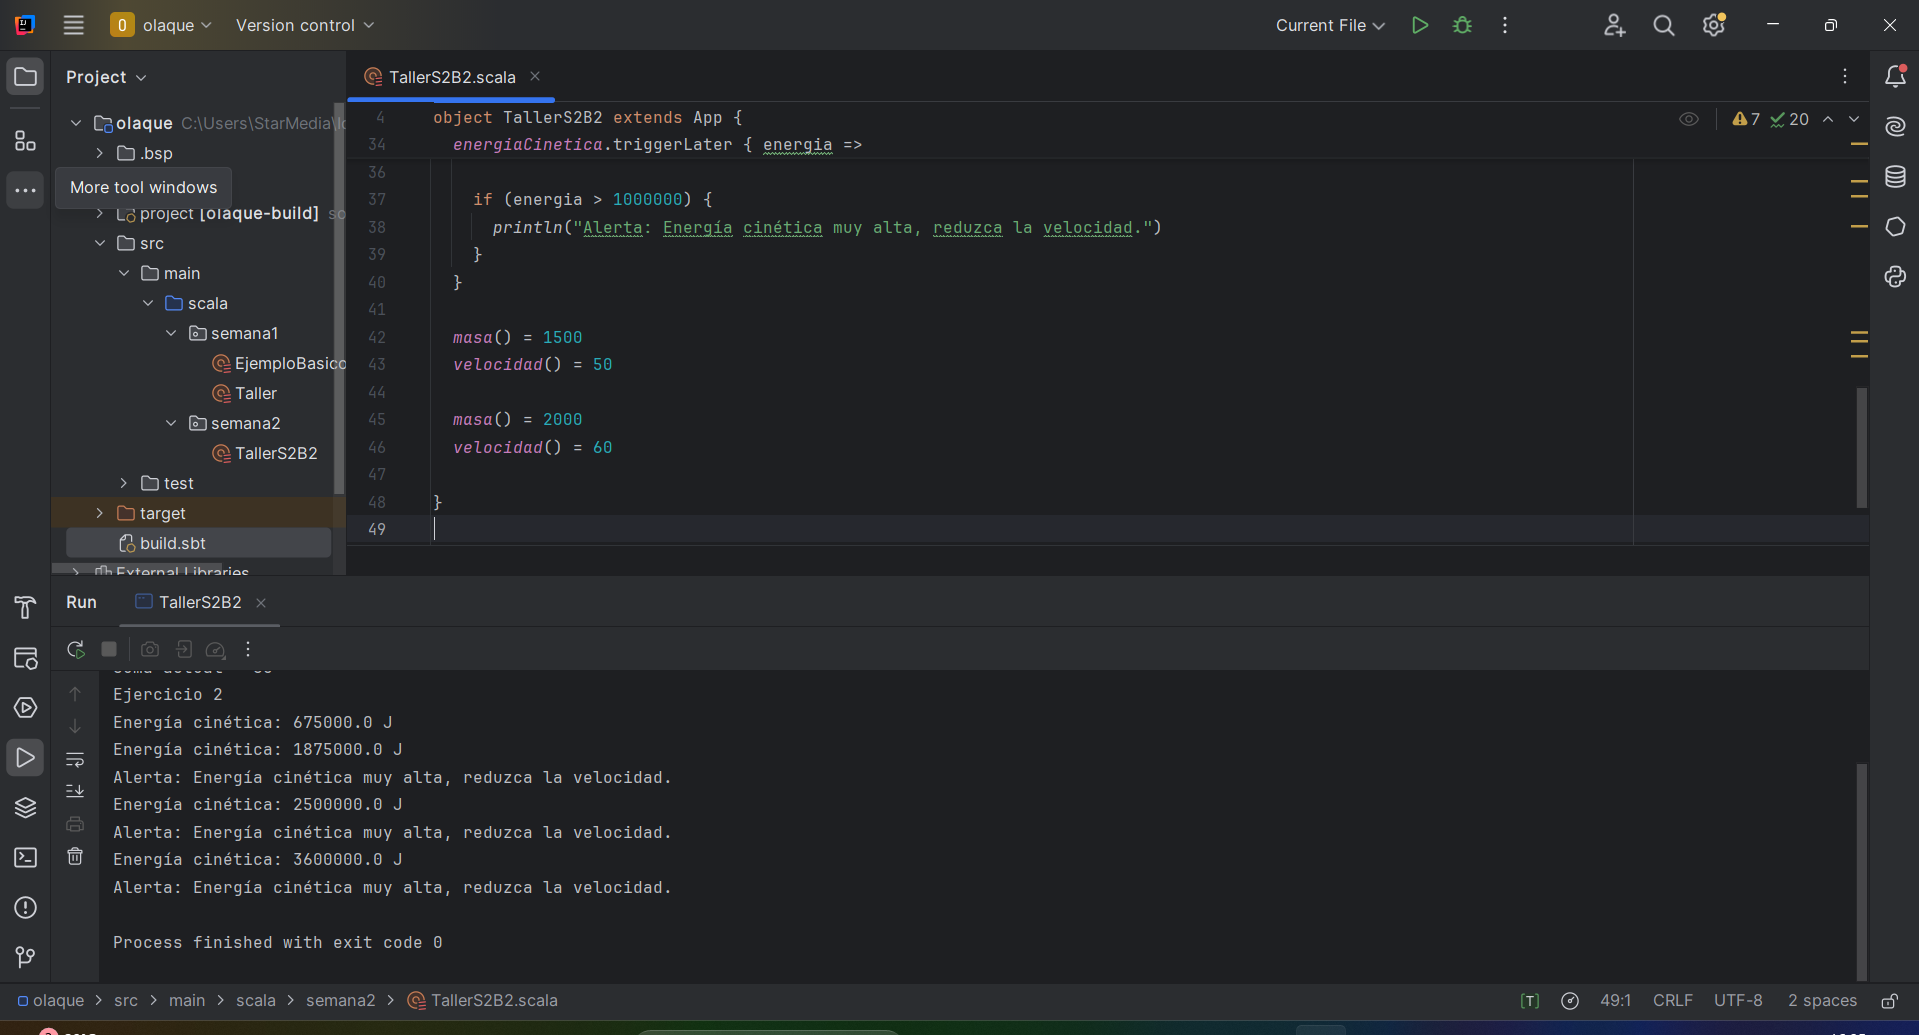 olaque
Version control
Current File
Project
TallerS2B2.scala
olaque C:\Users\StarMedia\
.bsp
More tool windows
project [olaque-build]
src
main
scala
semana1
EjemploBasico
Taller
semana2
TallerS2B2
test
target
build.sbt
External Libraries
4 object TallerS2B2 extends App {
34 energiaCinetica.triggerLater { energia =>
7 20
36
37 if (energia > 1000000) {
38 println("Alerta: Energía cinética muy alta, reduzca la velocidad.")
39 }
40 }
41
42 masa() = 1500
43 velocidad() = 50
44
45 masa() = 2000
46 velocidad() = 60
47
48 }
49
Run TallerS2B2
Ejercicio 2
Energía cinética: 675000.0 J
Energía cinética: 1875000.0 J
Alerta: Energía cinética muy alta, reduzca la velocidad.
Energía cinética: 2500000.0 J
Alerta: Energía cinética muy alta, reduzca la velocidad.
Energía cinética: 3600000.0 J
Alerta: Energía cinética muy alta, reduzca la velocidad.
Process finished with exit code 0
olaque > src > main > scala > semana2 > TallerS2B2.scala
[T] 49:1 CRLF UTF-8 2 spaces